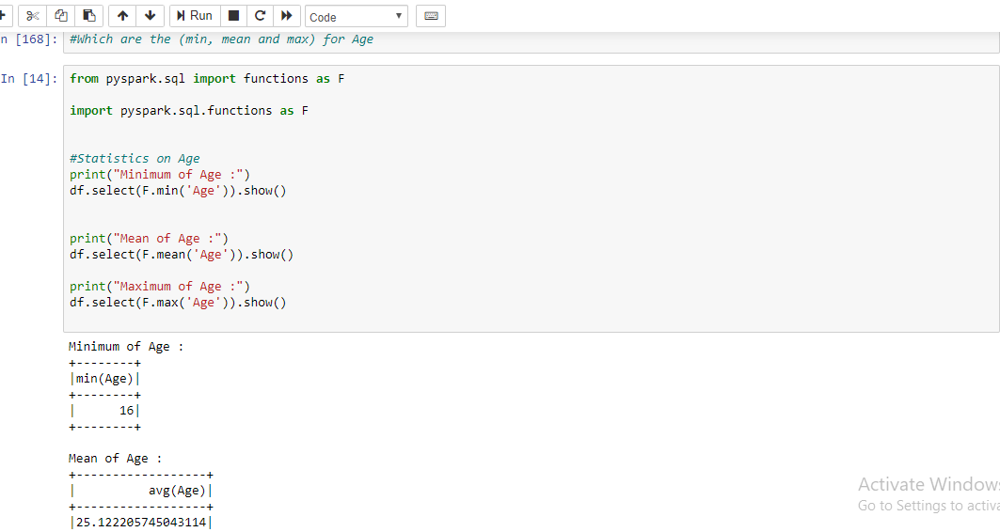 Run
Code
n [168]: #Which are the (min, mean and max) for Age
In [14]: from pyspark.sql import functions as F
import pyspark.sql.functions as F
#Statistics on Age
print("Minimum of Age :")
df.select(F.min('Age')).show()
print("Mean of Age :")
df.select(F.mean('Age')).show()
print("Maximum of Age :")
df.select(F.max('Age')).show()
Minimum of Age :
+--------+
|min(Age)|
+--------+
|      16|
+--------+
Mean of Age :
+------------------+
|          avg(Age)|
+------------------+
|25.122205745043114|
Activate Windows
Go to Settings to activa